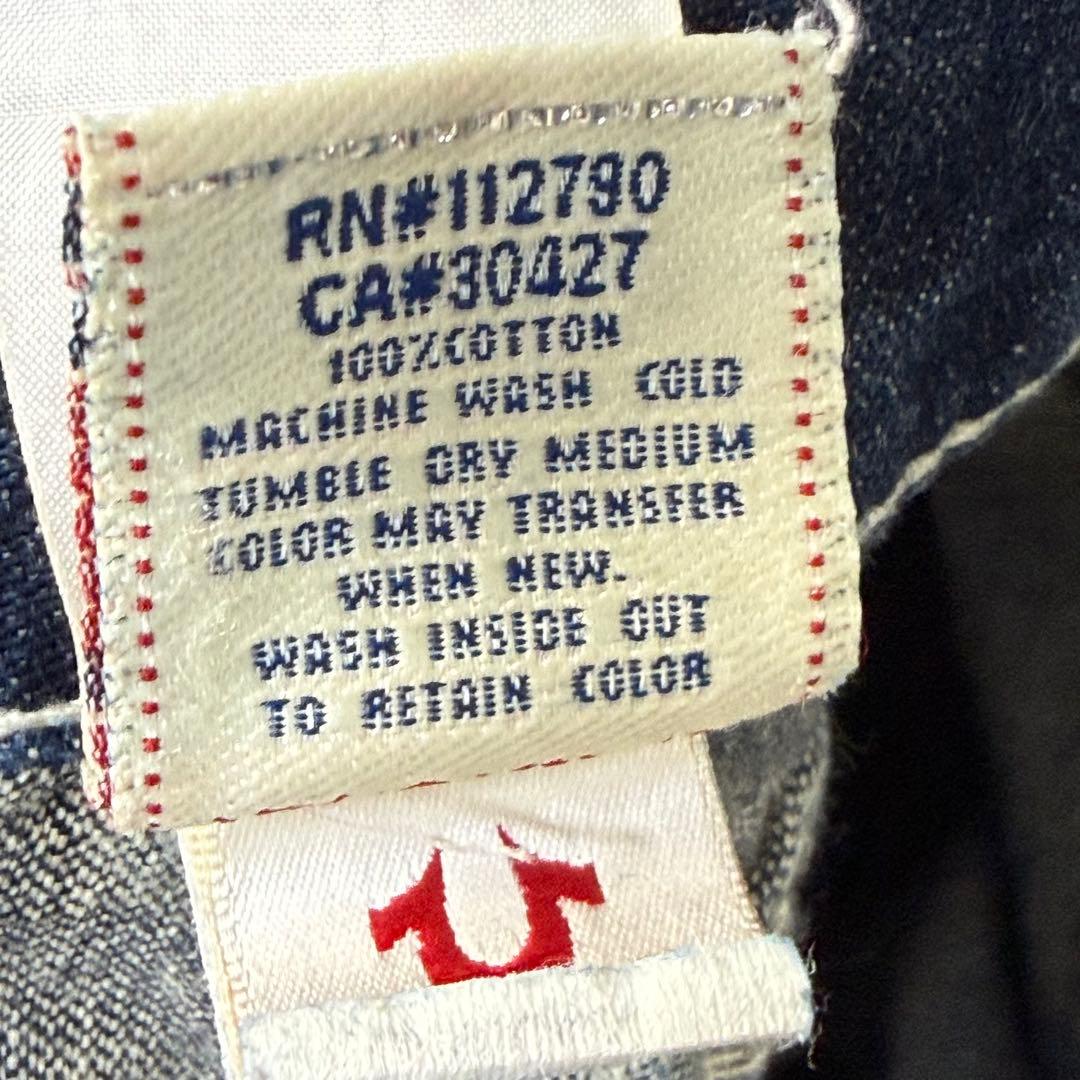 RN#112790
CA#30427
100%COTTON
MACHINE WASH COLD
TUMBLE DRY MEDIUM
COLOR MAY TRANSFER
WHEN NEW.
WASH INSIDE OUT
TO RETAIN COLOR